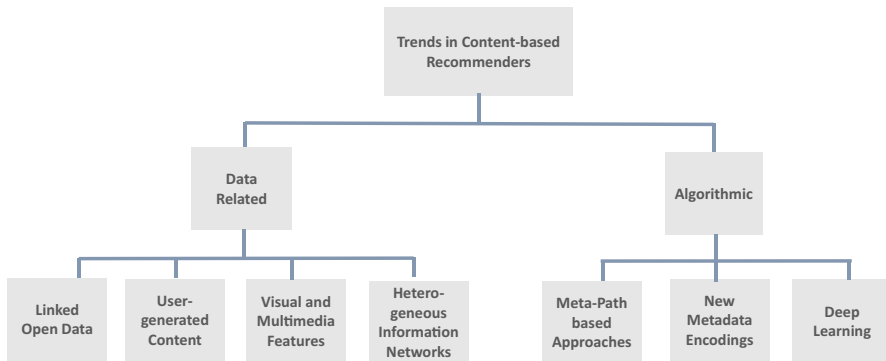 Trends in Content-based
Recommenders
Data
Related
Algorithmic
Linked
Open Data
User-
generated
Content
Visual and
Multimedia
Features
Hetero-
geneous
Information
Networks
Meta-Path
based
Approaches
New
Metadata
Encodings
Deep
Learning